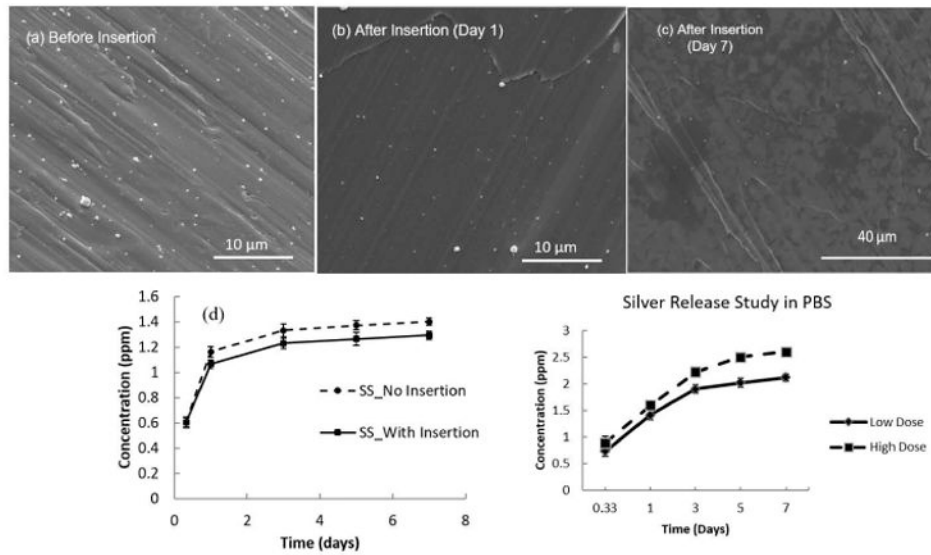 (a) Before Insertion
10 µm
(b) After Insertion (Day 1)
10 µm
(c) After Insertion
(Day 7)
40 µm
(d)
1.6
1.4
1.2
1
0.8
0.6
0.4
0.2
0
Concentration (ppm)
0 2 4 6 8
Time (days)
SS_No Insertion
SS_With Insertion
Silver Release Study in PBS
3
2.5
2
1.5
1
0.5
0
Concentration (ppm)
0.33 1 3 5 7
Time (Days)
Low Dose
High Dose